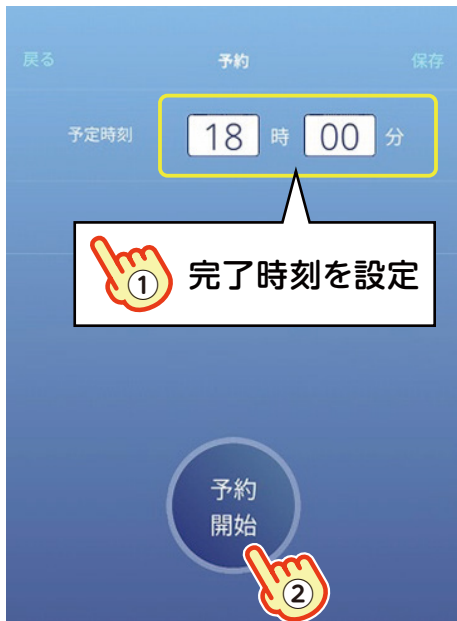 戻る 予約 保存
予定時刻 18 時 00 分
① 完了時刻を設定
予約
開始
②